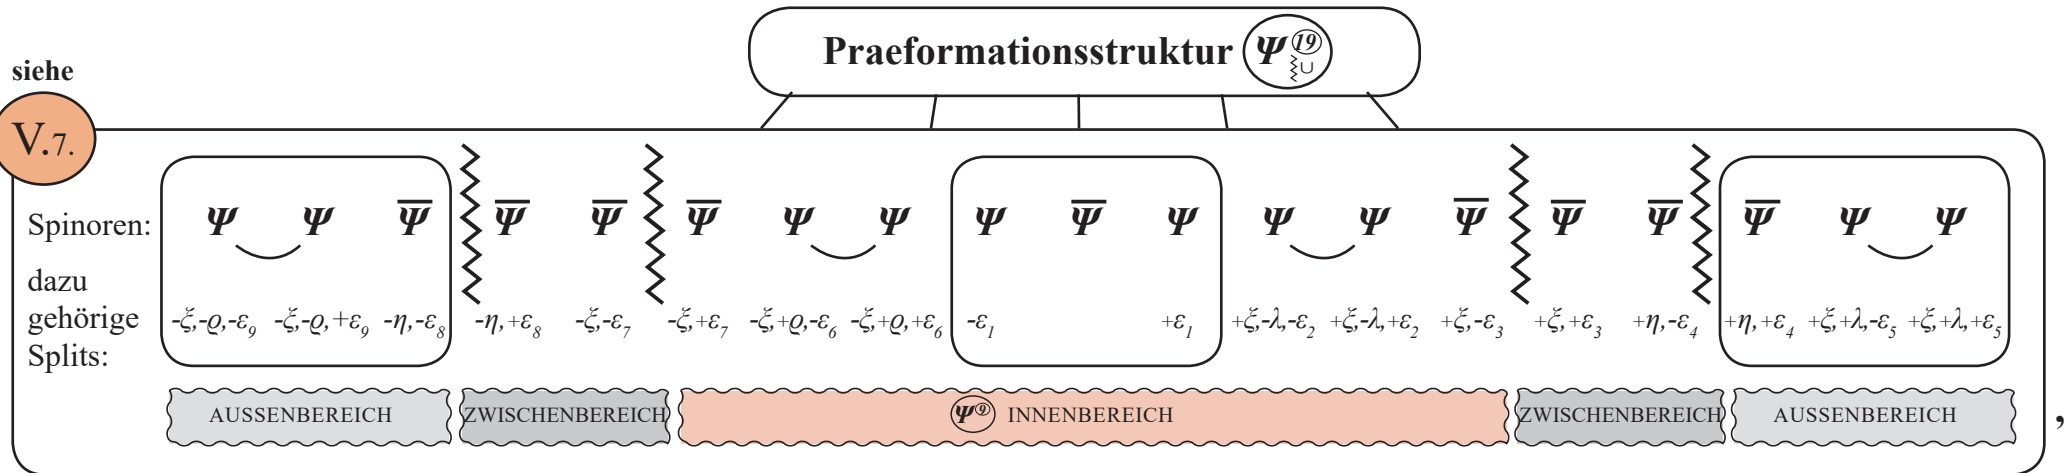 Praeformationsstruktur Ψ⑲∪
siehe
V.7.
Spinoren: Ψ Ψ Ψ̅ Ψ̅ Ψ̅ Ψ̅ Ψ Ψ Ψ Ψ̅ Ψ Ψ Ψ Ψ̅ Ψ̅ Ψ̅ Ψ̅ Ψ Ψ
dazu
gehörige -ξ,-ϱ,-ε₉ -ξ,-ϱ,+ε₉ -η,-ε₈ -η,+ε₈ -ξ,-ε₇ -ξ,+ε₇ -ξ,+ϱ,-ε₆ -ξ,+ϱ,+ε₆ -ε₁ +ε₁ +ξ,-λ,-ε₂ +ξ,-λ,+ε₂ +ξ,-ε₃ +ξ,+ε₃ +η,-ε₄ +η,+ε₄ +ξ,+λ,-ε₅ +ξ,+λ,+ε₅
Splits:
AUSSENBEREICH ZWISCHENBEREICH Ψ⑨ INNENBEREICH ZWISCHENBEREICH AUSSENBEREICH ,